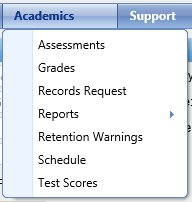 Academics Support
Assessments
Grades
Records Request
Reports
Retention Warnings
Schedule
Test Scores